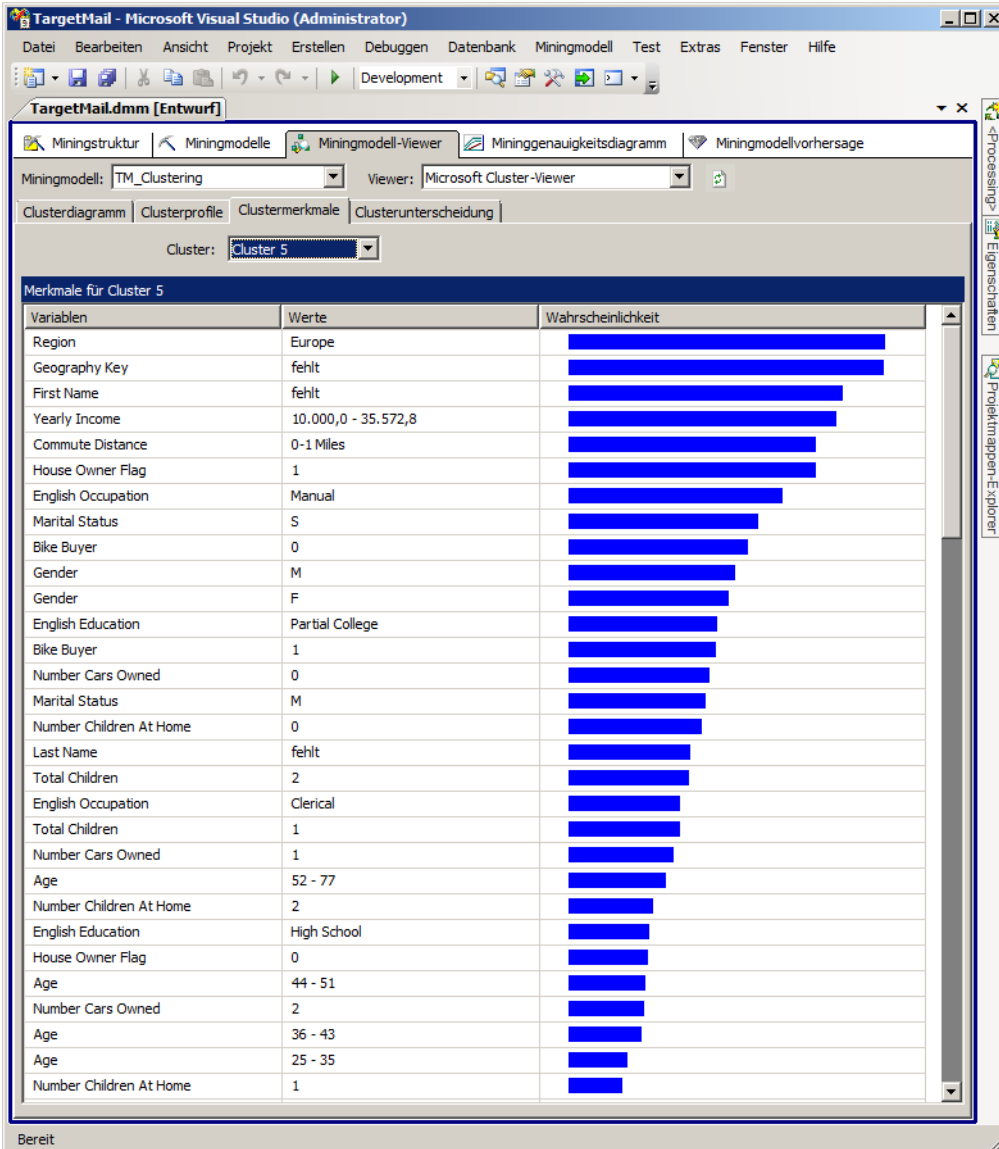 TargetMail - Microsoft Visual Studio (Administrator)
Datei Bearbeiten Ansicht Projekt Erstellen Debuggen Datenbank Miningmodell Test Extras Fenster Hilfe
Development
TargetMail.dmm [Entwurf]
Miningstruktur Miningmodelle Miningmodell-Viewer Mininggenauigkeitsdiagramm Miningmodellvorhersage
Miningmodell: TM_Clustering Viewer: Microsoft Cluster-Viewer
Clusterdiagramm Clusterprofile Clustermerkmale Clusterunterscheidung
Cluster: Cluster 5
Merkmale für Cluster 5
Variablen Werte Wahrscheinlichkeit
Region Europe
Geography Key fehlt
First Name fehlt
Yearly Income 10.000,0 - 35.572,8
Commute Distance 0-1 Miles
House Owner Flag 1
English Occupation Manual
Marital Status S
Bike Buyer 0
Gender M
Gender F
English Education Partial College
Bike Buyer 1
Number Cars Owned 0
Marital Status M
Number Children At Home 0
Last Name fehlt
Total Children 2
English Occupation Clerical
Total Children 1
Number Cars Owned 1
Age 52 - 77
Number Children At Home 2
English Education High School
House Owner Flag 0
Age 44 - 51
Number Cars Owned 2
Age 36 - 43
Age 25 - 35
Number Children At Home 1
Bereit
<Processing>
Eigenschaften
Projektmappen-Explorer